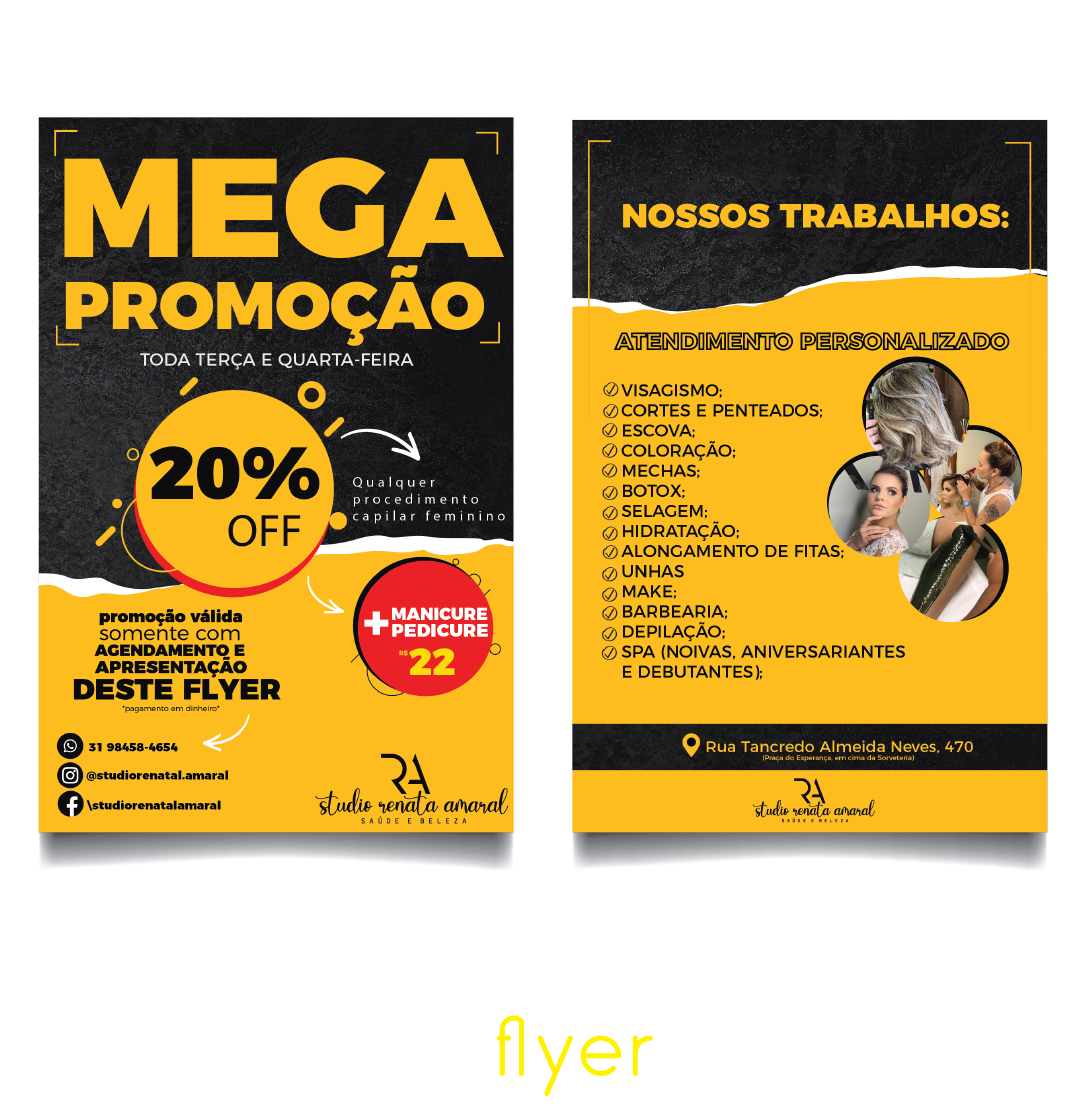 MEGA
PROMOÇÃO
TODA TERÇA E QUARTA-FEIRA
20%
OFF
Qualquer
procedimento
capilar feminino
+ MANICURE
PEDICURE
R$ 22
promoção válida
somente com
AGENDAMENTO E
APRESENTAÇÃO
DESTE FLYER
*pagamento em dinheiro*
31 98458-4654
@studiorenatal.amaral
\studiorenatalamaral
RA
studio renata amaral
SAÚDE E BELEZA
NOSSOS TRABALHOS:
ATENDIMENTO PERSONALIZADO
VISAGISMO;
CORTES E PENTEADOS;
ESCOVA;
COLORAÇÃO;
MECHAS;
BOTOX;
SELAGEM;
HIDRATAÇÃO;
ALONGAMENTO DE FITAS;
UNHAS
MAKE;
BARBEARIA;
DEPILAÇÃO;
SPA (NOIVAS, ANIVERSARIANTES
E DEBUTANTES);
Rua Tancredo Almeida Neves, 470
(Praça do Esperança, em cima da Sorveteria)
RA
studio renata amaral
SAÚDE E BELEZA
flyer